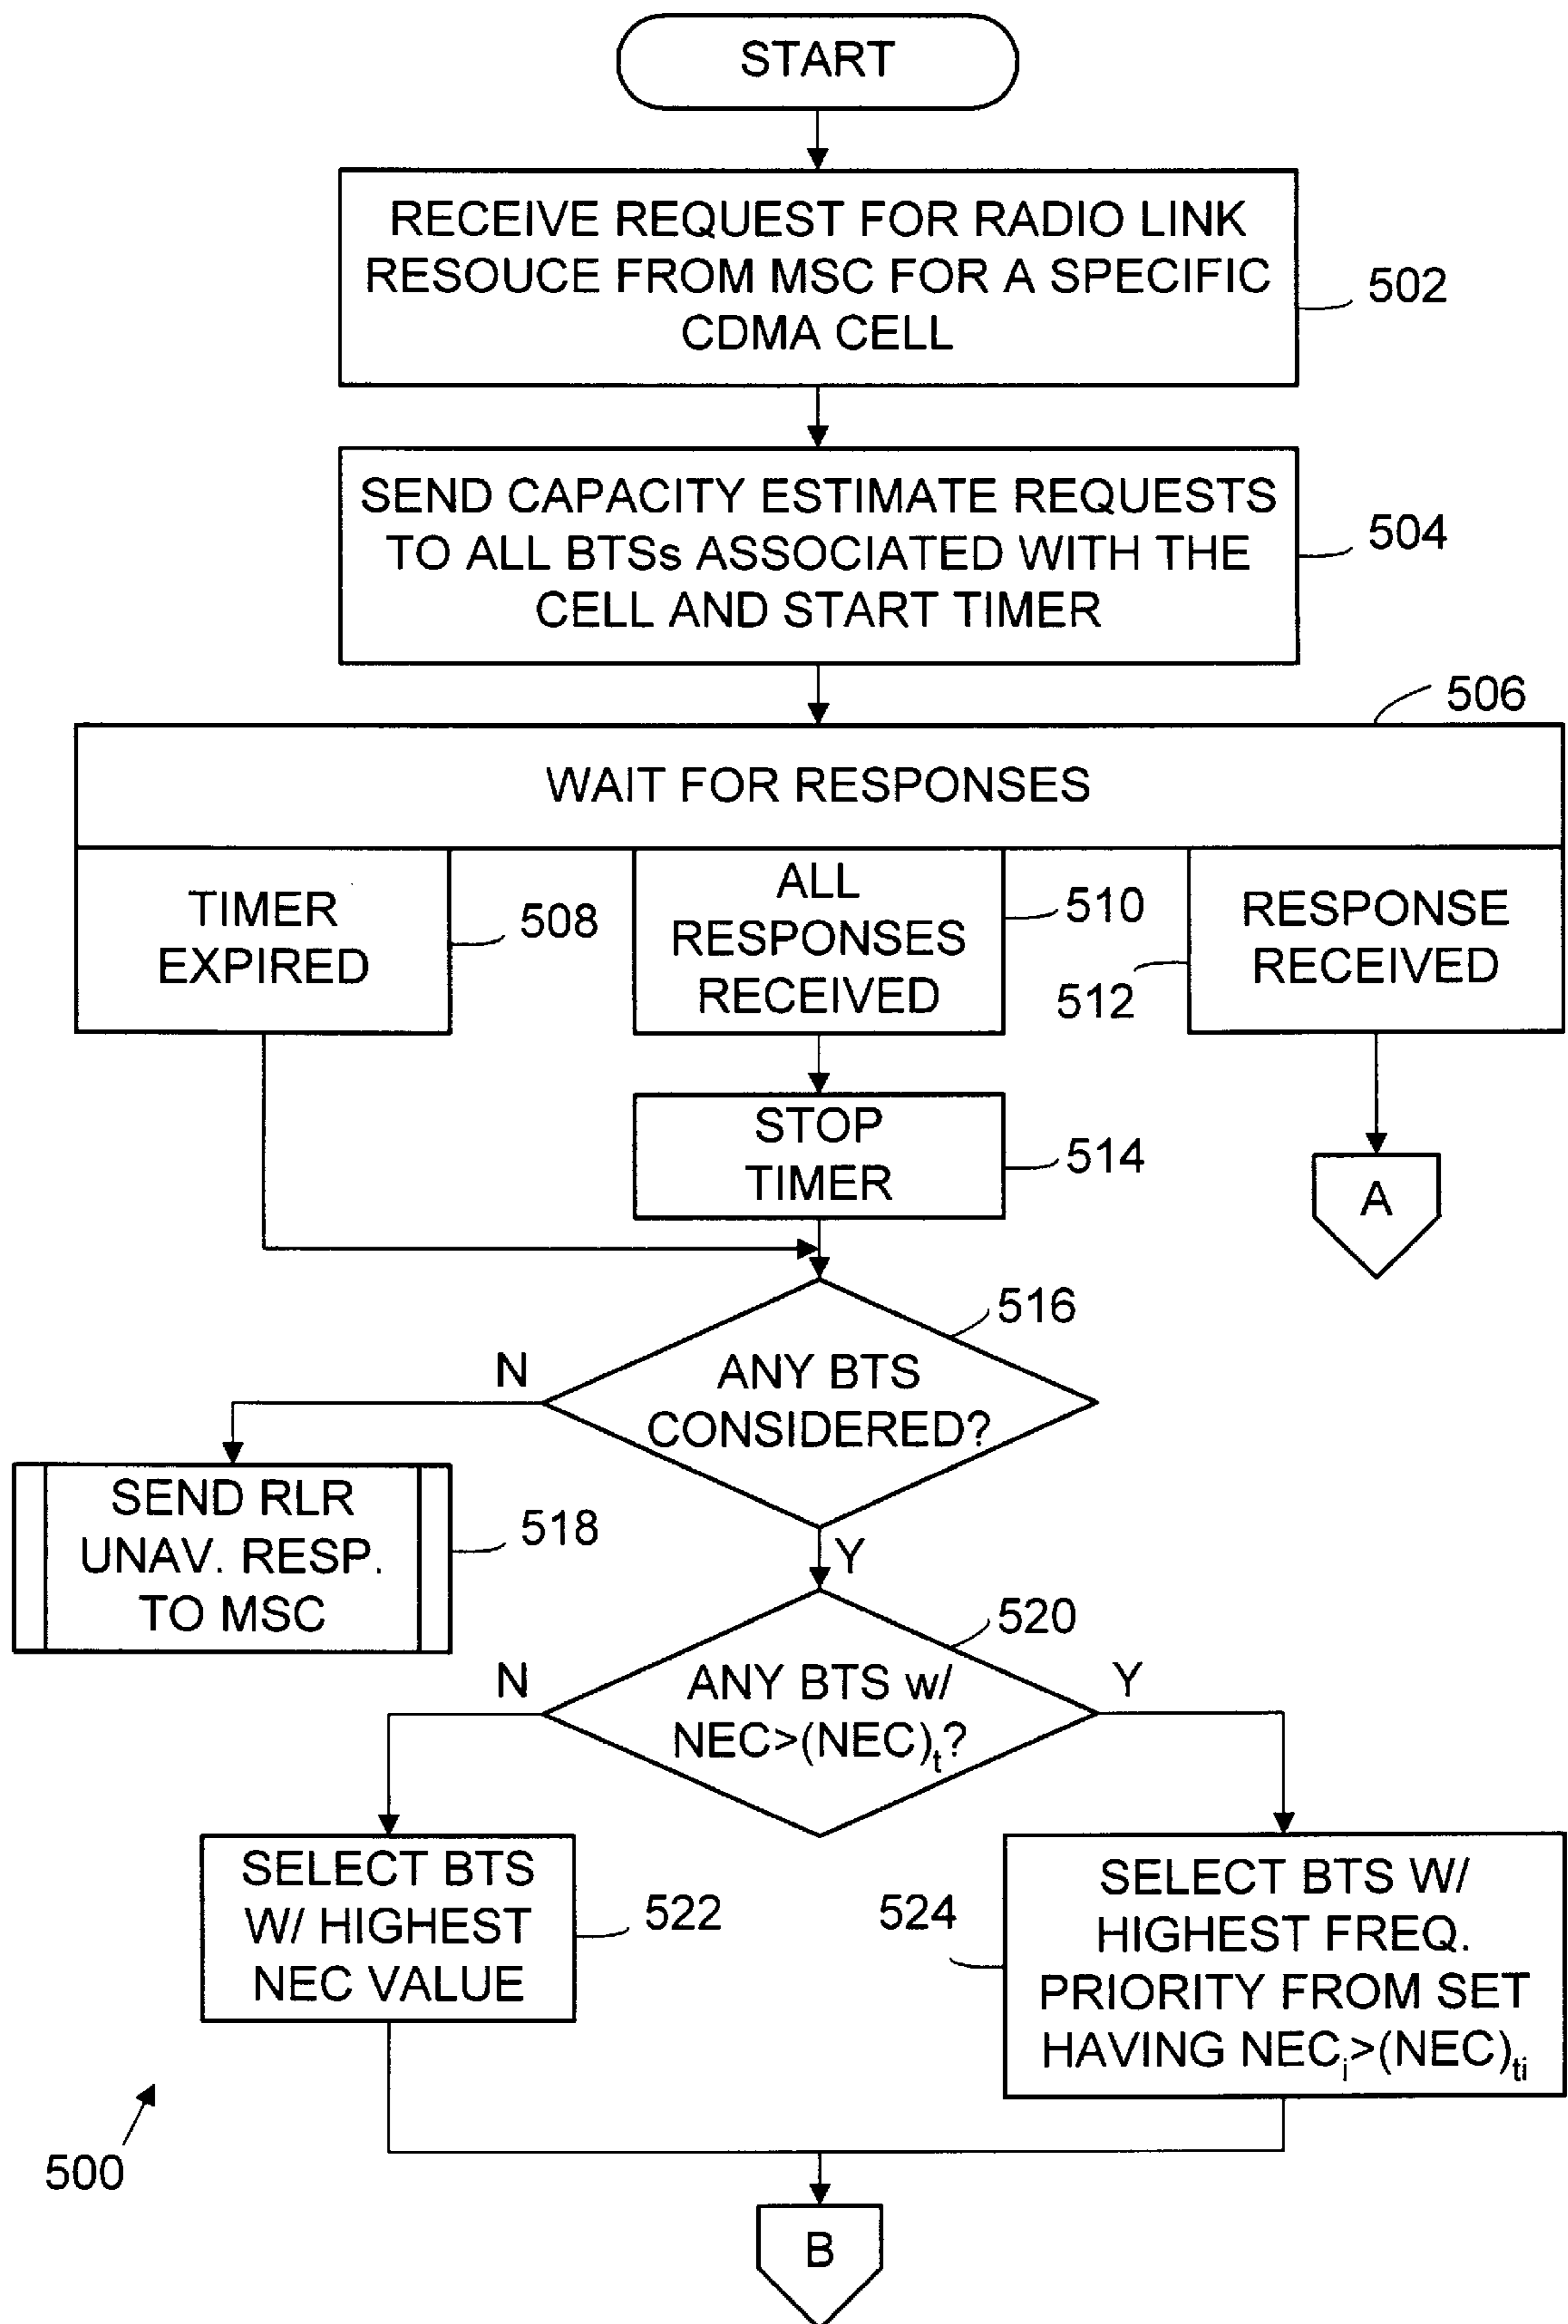 START
RECEIVE REQUEST FOR RADIO LINK
RESOUCE FROM MSC FOR A SPECIFIC
CDMA CELL
502
SEND CAPACITY ESTIMATE REQUESTS
TO ALL BTSs ASSOCIATED WITH THE
CELL AND START TIMER
504
506
WAIT FOR RESPONSES
TIMER
EXPIRED
508
ALL
RESPONSES
RECEIVED
510
512
RESPONSE
RECEIVED
STOP
TIMER
514
A
516
ANY BTS
CONSIDERED?
N
SEND RLR
UNAV. RESP.
TO MSC
518
Y
520
ANY BTS w/
NEC>(NEC)t?
N
Y
SELECT BTS
W/ HIGHEST
NEC VALUE
522
524
SELECT BTS W/
HIGHEST FREQ.
PRIORITY FROM SET
HAVING NECi>(NEC)ti
500
B